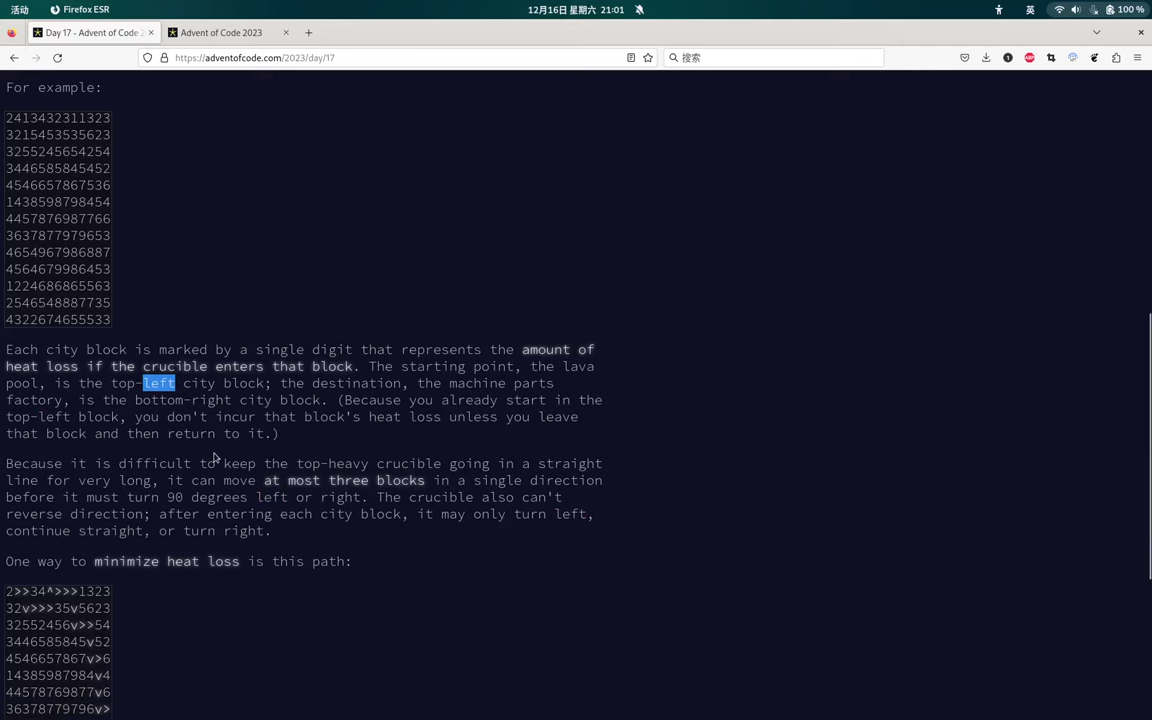 活动
Firefox ESR
12月16日 星期六 21:01
英
100 %
Day 17 - Advent of Code 2
Advent of Code 2023
https://adventofcode.com/2023/day/17
搜索
For example:
2413432311323
3215453535623
3255245654254
3446585845452
4546657867536
1438598798454
4457876987766
3637877979653
4654967986887
4564679986453
1224686865563
2546548887735
4322674655533
Each city block is marked by a single digit that represents the amount of
heat loss if the crucible enters that block. The starting point, the lava
pool, is the top-left city block; the destination, the machine parts
factory, is the bottom-right city block. (Because you already start in the
top-left block, you don't incur that block's heat loss unless you leave
that block and then return to it.)
Because it is difficult to keep the top-heavy crucible going in a straight
line for very long, it can move at most three blocks in a single direction
before it must turn 90 degrees left or right. The crucible also can't
reverse direction; after entering each city block, it may only turn left,
continue straight, or turn right.
One way to minimize heat loss is this path:
2>>34^>>>1323
32v>>>35v5623
32552456v>>54
3446585845v52
4546657867v>6
14385987984v4
44578769877v6
36378779796v>